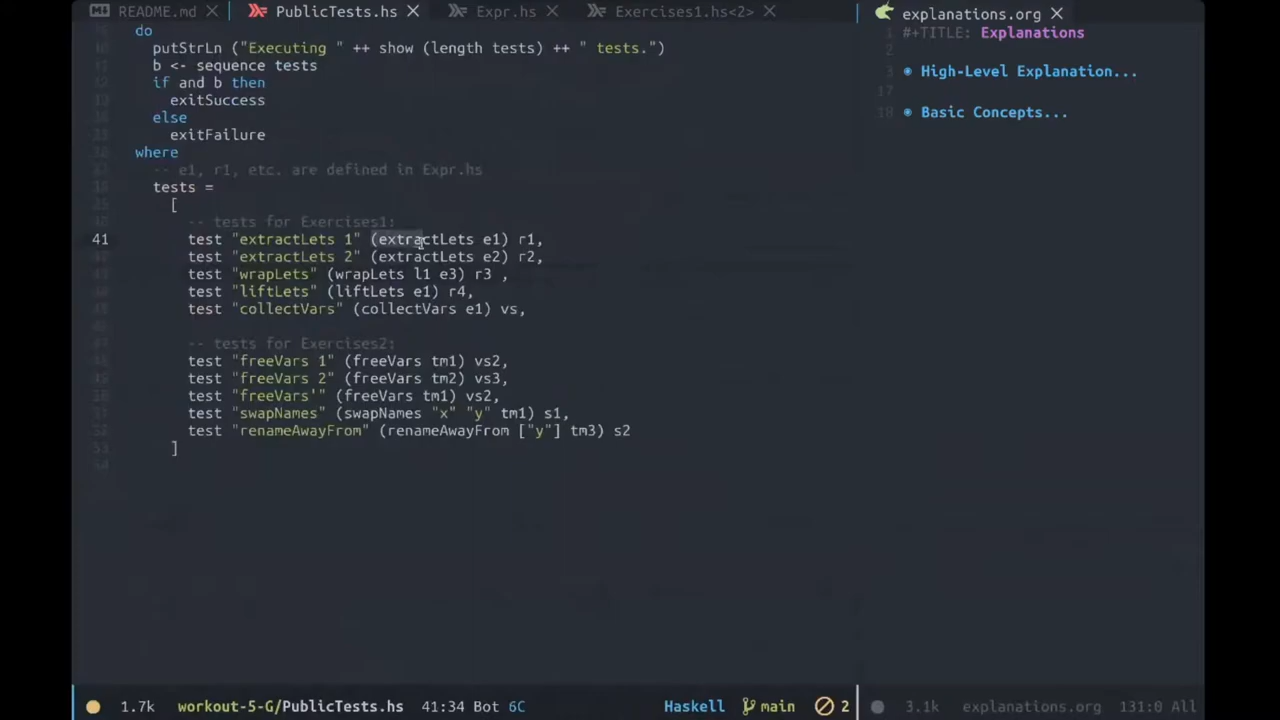 README.md PublicTests.hs Expr.hs Exercises1.hs<2>
do
putStrLn ("Executing " ++ show (length tests) ++ " tests.")
b <- sequence tests
if and b then
exitSuccess
else
exitFailure
where
-- e1, r1, etc. are defined in Expr.hs
tests =
[
-- tests for Exercises1:
41 test "extractLets 1" (extractLets e1) r1,
test "extractLets 2" (extractLets e2) r2,
test "wrapLets" (wrapLets l1 e3) r3 ,
test "liftLets" (liftLets e1) r4,
test "collectVars" (collectVars e1) vs,
-- tests for Exercises2:
test "freeVars 1" (freeVars tm1) vs2,
test "freeVars 2" (freeVars tm2) vs3,
test "freeVars'" (freeVars tm1) vs2,
test "swapNames" (swapNames "x" "y" tm1) s1,
test "renameAwayFrom" (renameAwayFrom ["y"] tm3) s2
]
1.7k workout-5-G/PublicTests.hs 41:34 Bot 6C Haskell main 2
explanations.org
1 #+TITLE: Explanations
2
3 High-Level Explanation...
17
18 Basic Concepts...
3.1k explanations.org 131:0 All